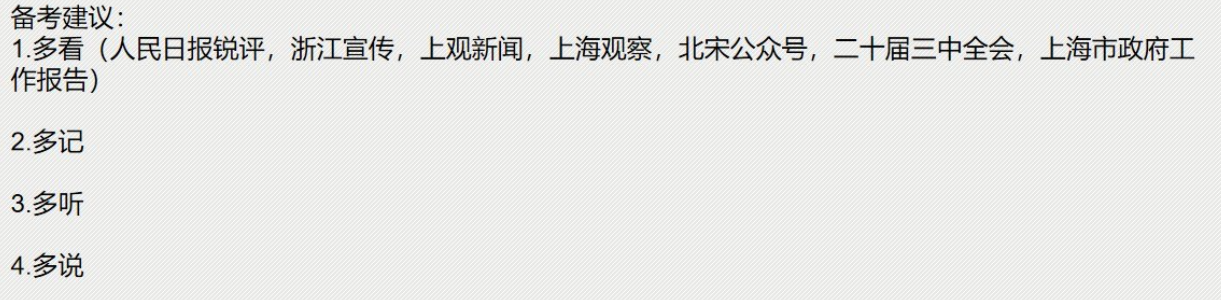 备考建议：
1.多看（人民日报锐评，浙江宣传，上观新闻，上海观察，北宋公众号，二十届三中全会，上海市政府工
作报告）
2.多记
3.多听
4.多说